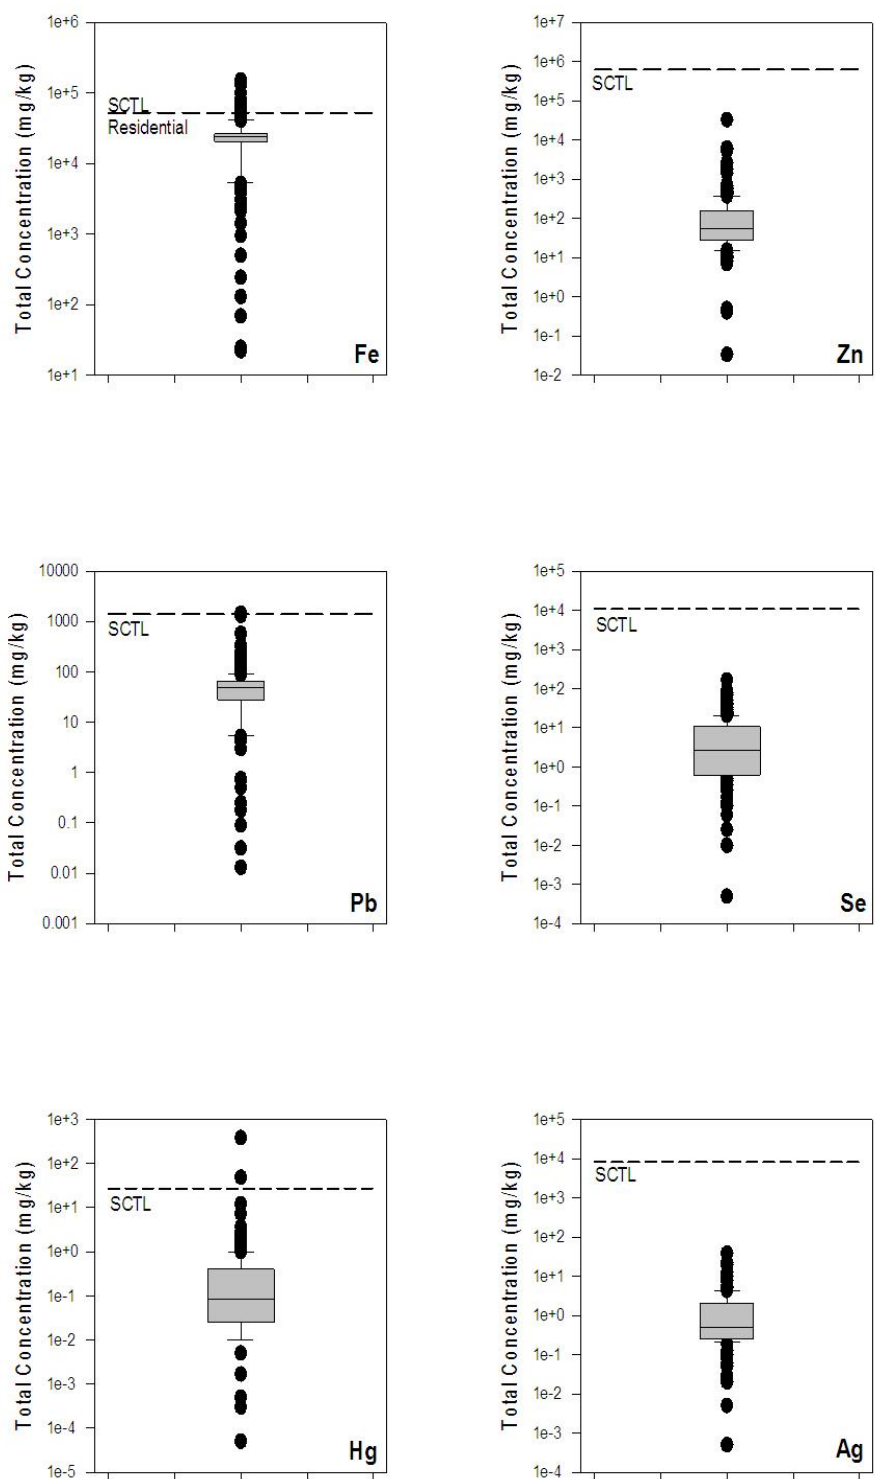 1e+6
1e+5
1e+4
1e+3
1e+2
1e+1
Total Concentration (mg/kg)
SCTL
Residential
Fe
1e+7
1e+6
1e+5
1e+4
1e+3
1e+2
1e+1
1e+0
1e-1
1e-2
Total Concentration (mg/kg)
SCTL
Zn
10000
1000
100
10
1
0.1
0.01
0.001
Total Concentration (mg/kg)
SCTL
Pb
1e+5
1e+4
1e+3
1e+2
1e+1
1e+0
1e-1
1e-2
1e-3
1e-4
Total Concentration (mg/kg)
SCTL
Se
1e+3
1e+2
1e+1
1e+0
1e-1
1e-2
1e-3
1e-4
1e-5
Total Concentration (mg/kg)
SCTL
Hg
1e+5
1e+4
1e+3
1e+2
1e+1
1e+0
1e-1
1e-2
1e-3
1e-4
Total Concentration (mg/kg)
SCTL
Ag